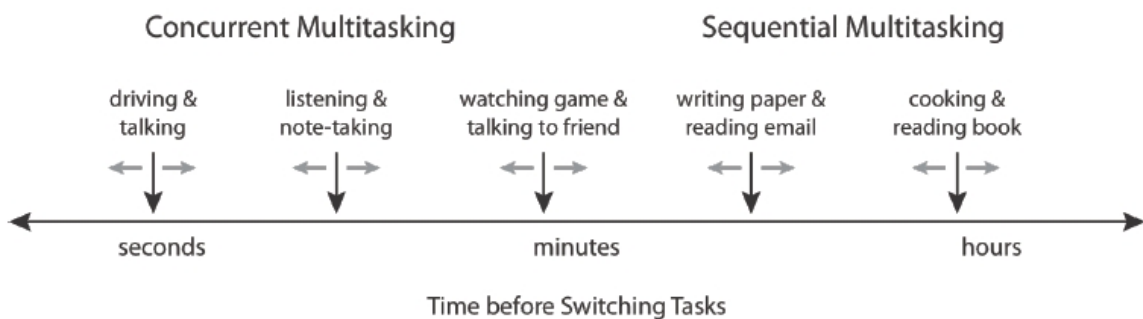 Concurrent Multitasking
Sequential Multitasking
driving &
talking
listening &
note-taking
watching game &
talking to friend
writing paper &
reading email
cooking &
reading book
seconds
minutes
hours
Time before Switching Tasks